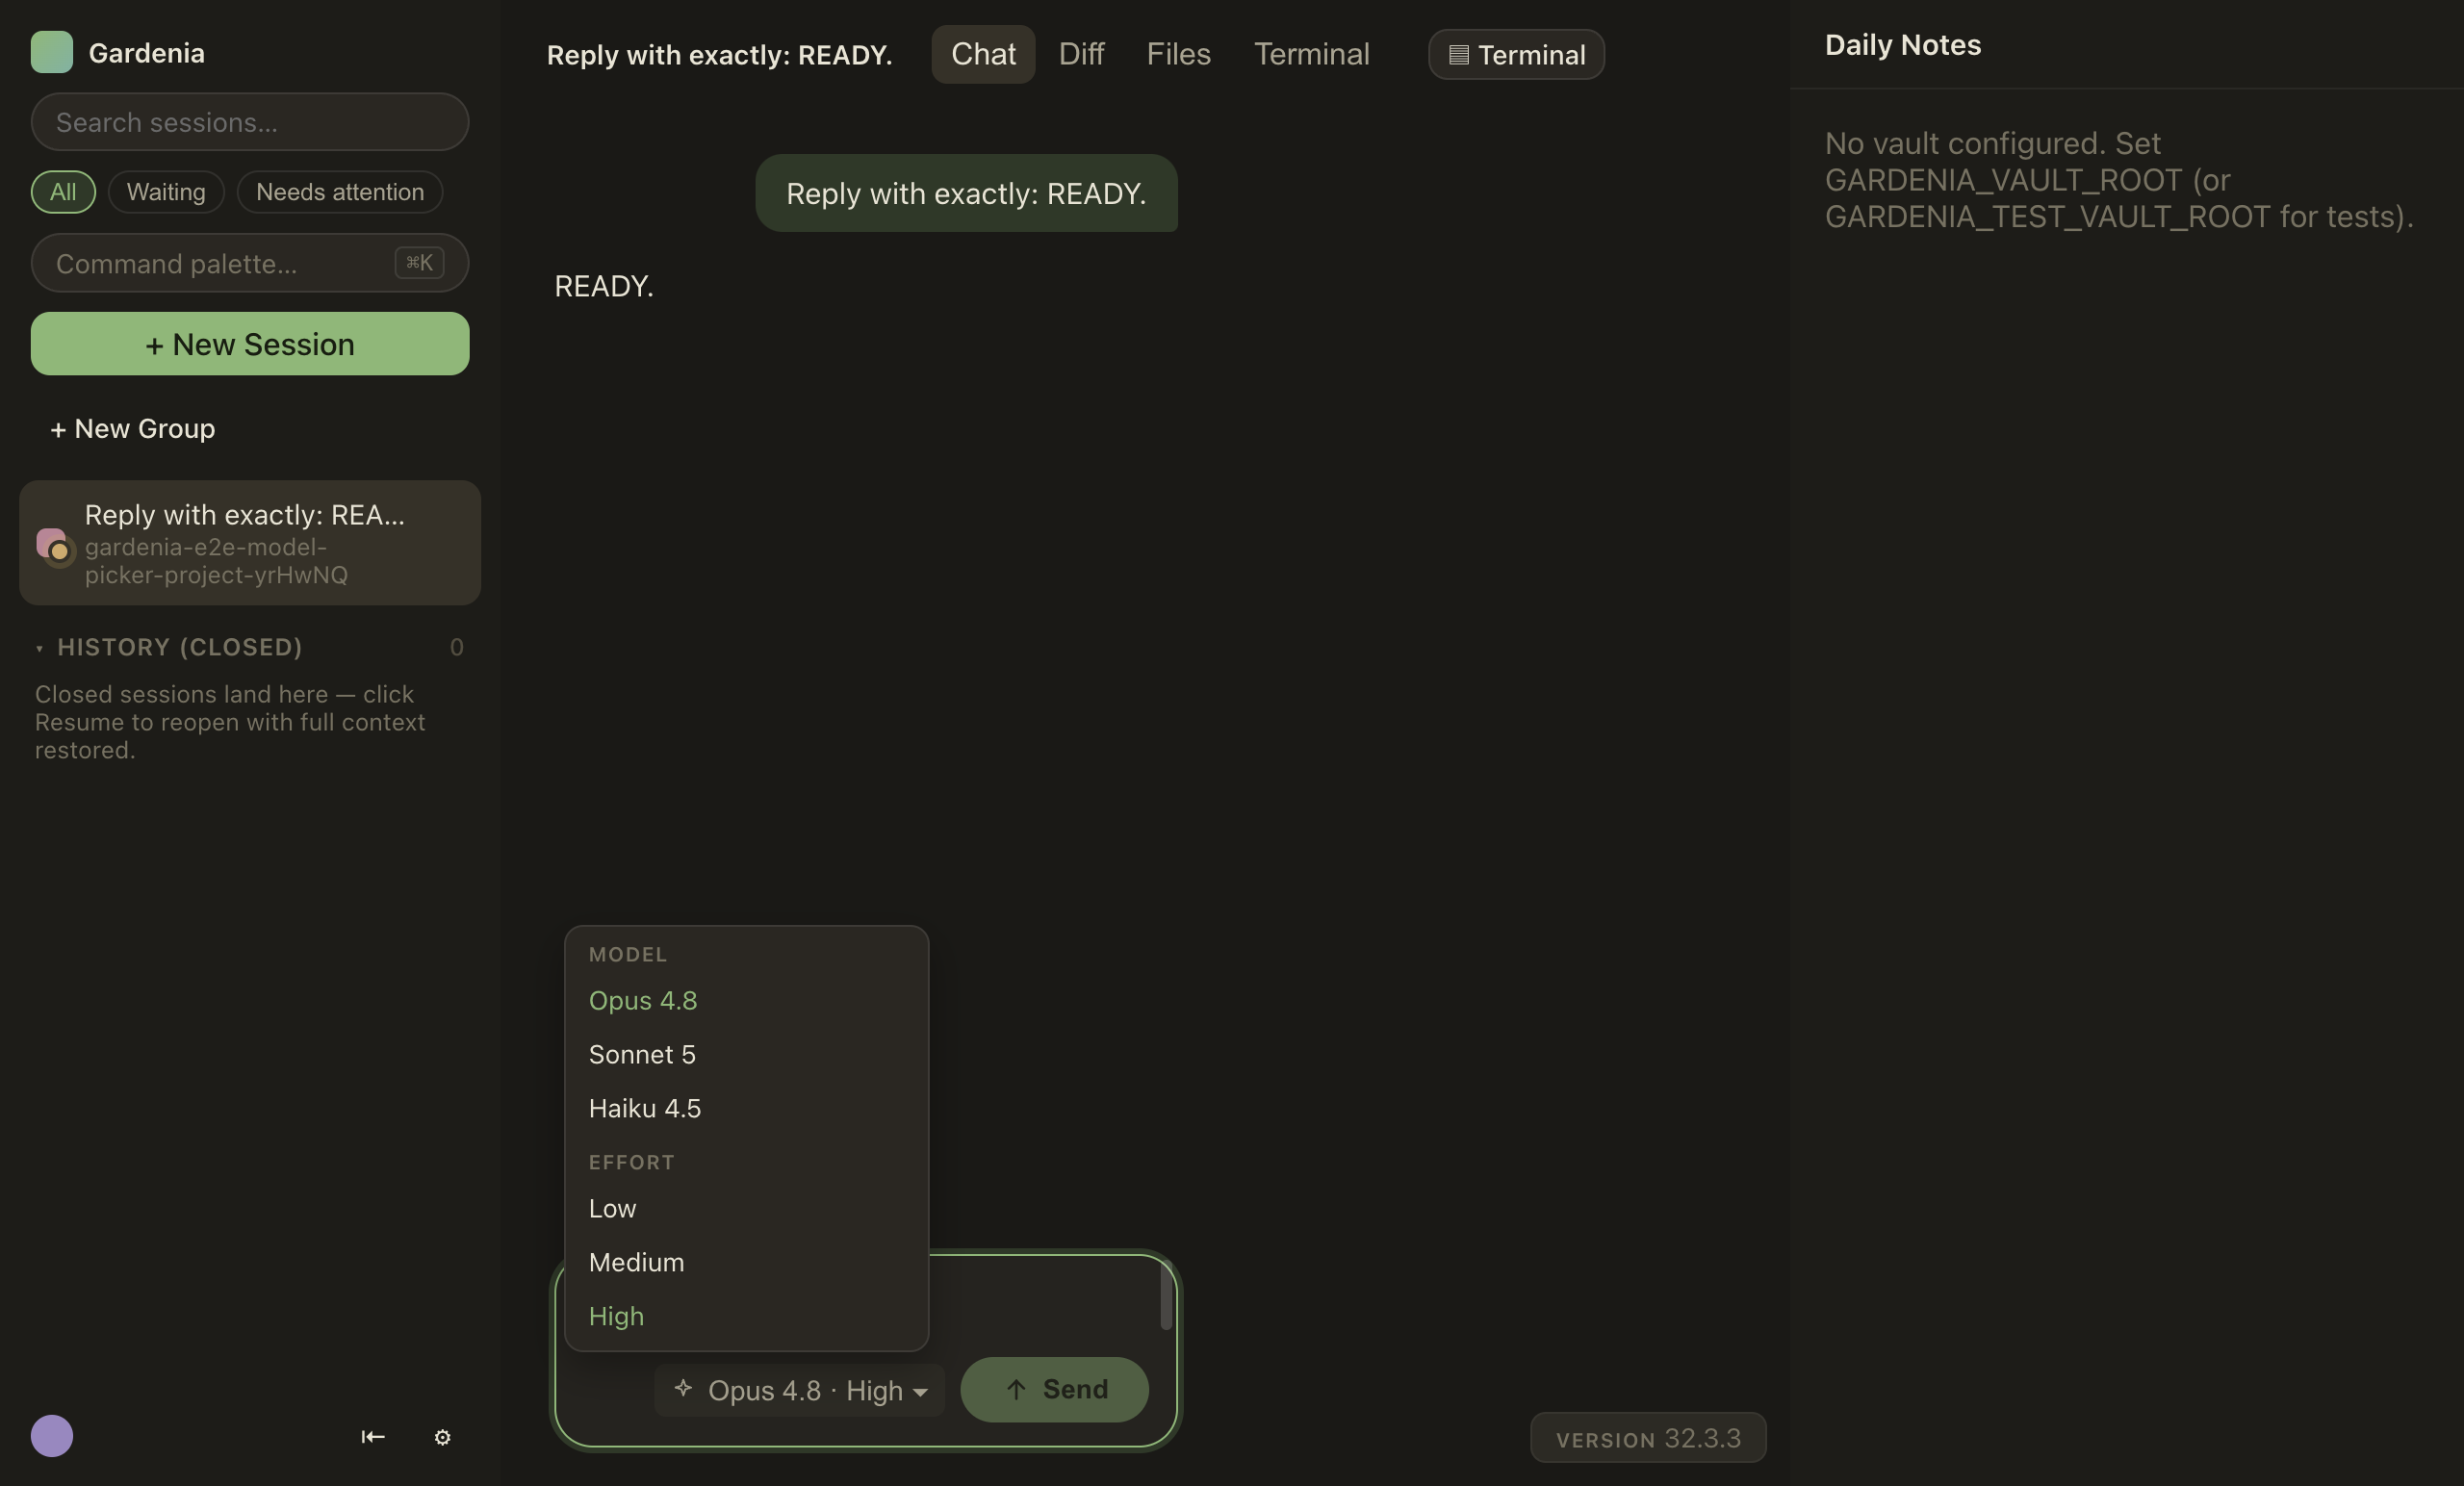 Gardenia
Search sessions...
All
Waiting
Needs attention
Command palette...
⌘K
+ New Session
+ New Group
Reply with exactly: REA...
gardenia-e2e-model-
picker-project-yrHwNQ
▾ HISTORY (CLOSED)
0
Closed sessions land here — click
Resume to reopen with full context
restored.
Reply with exactly: READY.
Chat
Diff
Files
Terminal
Terminal
Reply with exactly: READY.
READY.
MODEL
Opus 4.8
Sonnet 5
Haiku 4.5
EFFORT
Low
Medium
High
Opus 4.8 · High
Send
VERSION 32.3.3
Daily Notes
No vault configured. Set
GARDENIA_VAULT_ROOT (or
GARDENIA_TEST_VAULT_ROOT for tests).